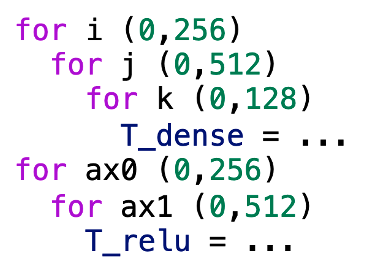 for i (0,256)
  for j (0,512)
    for k (0,128)
      T_dense = ...
for ax0 (0,256)
  for ax1 (0,512)
    T_relu = ...